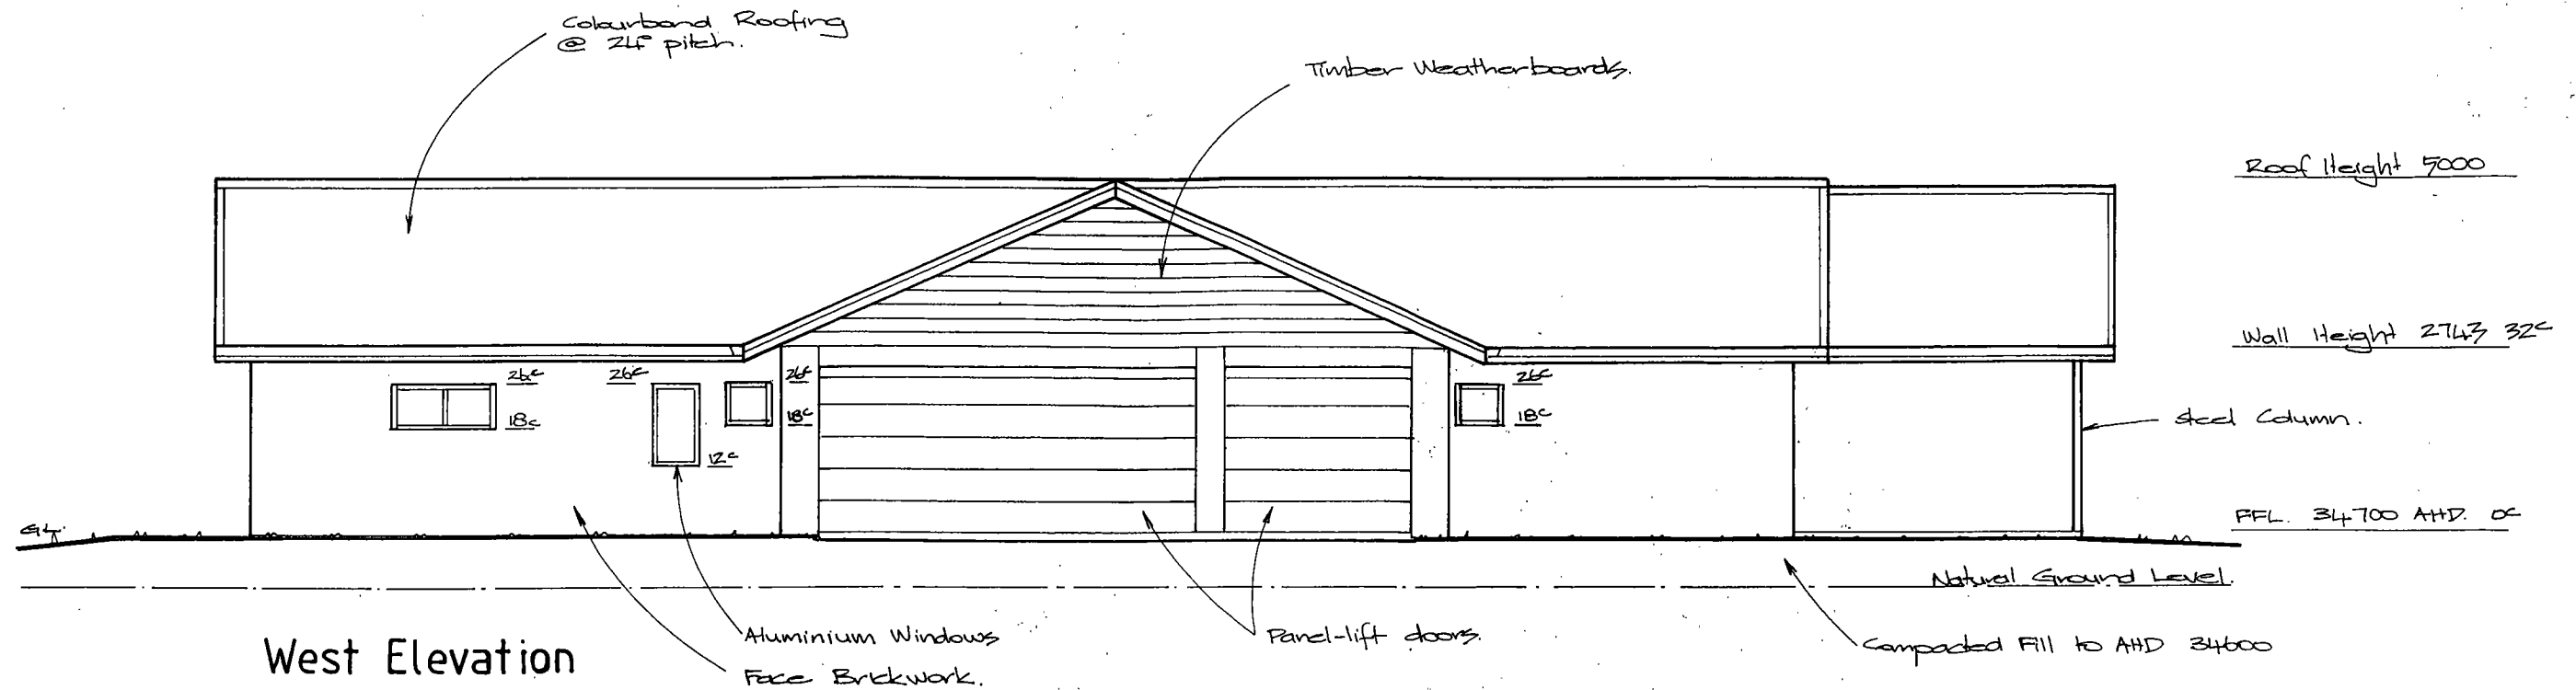 Colourbond Roofing
@ 24° pitch.
Timber Weatherboards.
Roof Height 5000
Wall Height 2743 32c
26c
26c
26c
26c
18c
18c
18c
12c
Steel Column.
G.L.
FFL. 34700 AHD. 0c
Natural Ground Level.
Aluminium Windows
Panel-lift doors.
Compacted Fill to AHD 34600
West Elevation
Face Brickwork.